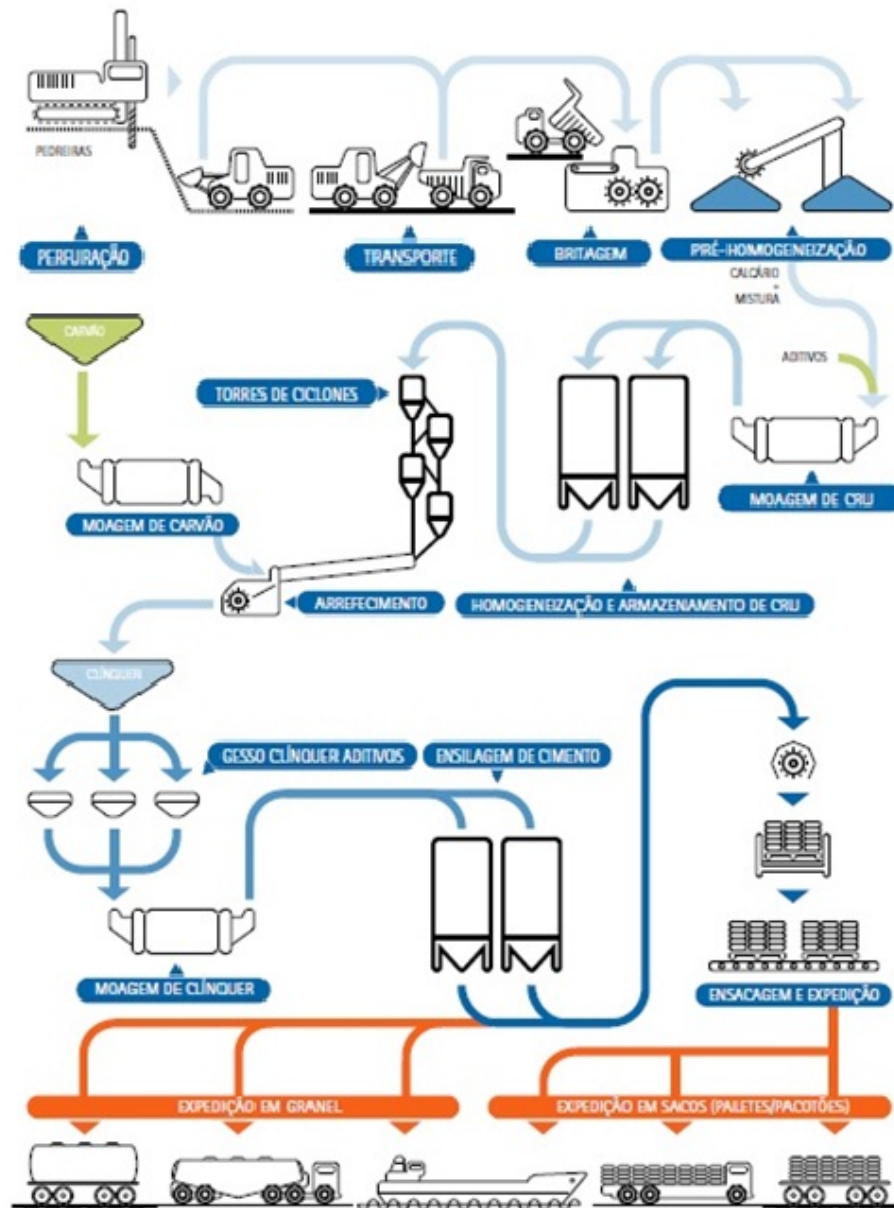 PEDREIRAS
PERFURAÇÃO
TRANSPORTE
BRITAGEM
PRÉ-HOMOGEINIZAÇÃO
CALCÁRIO
+
MISTURA
CARVÃO
ADITIVOS
TORRES DE CICLONES
MOAGEM DE CARVÃO
MOAGEM DE CRU
ARREFECIMENTO
HOMOGENEIZAÇÃO E ARMAZENIAMENTO DE CRU
CLÍNQUER
GESSO CLÍNQUER ADITIVOS
ENSILAGEM DE CIMENTO
MOAGEM DE CLÍNQUER
ENSACAGEM E EXPEDIÇÃO
EXPEDIÇÃO EM GRANEL
EXPEDIÇÃO EM SACOS (PALETES/PACOTÕES)